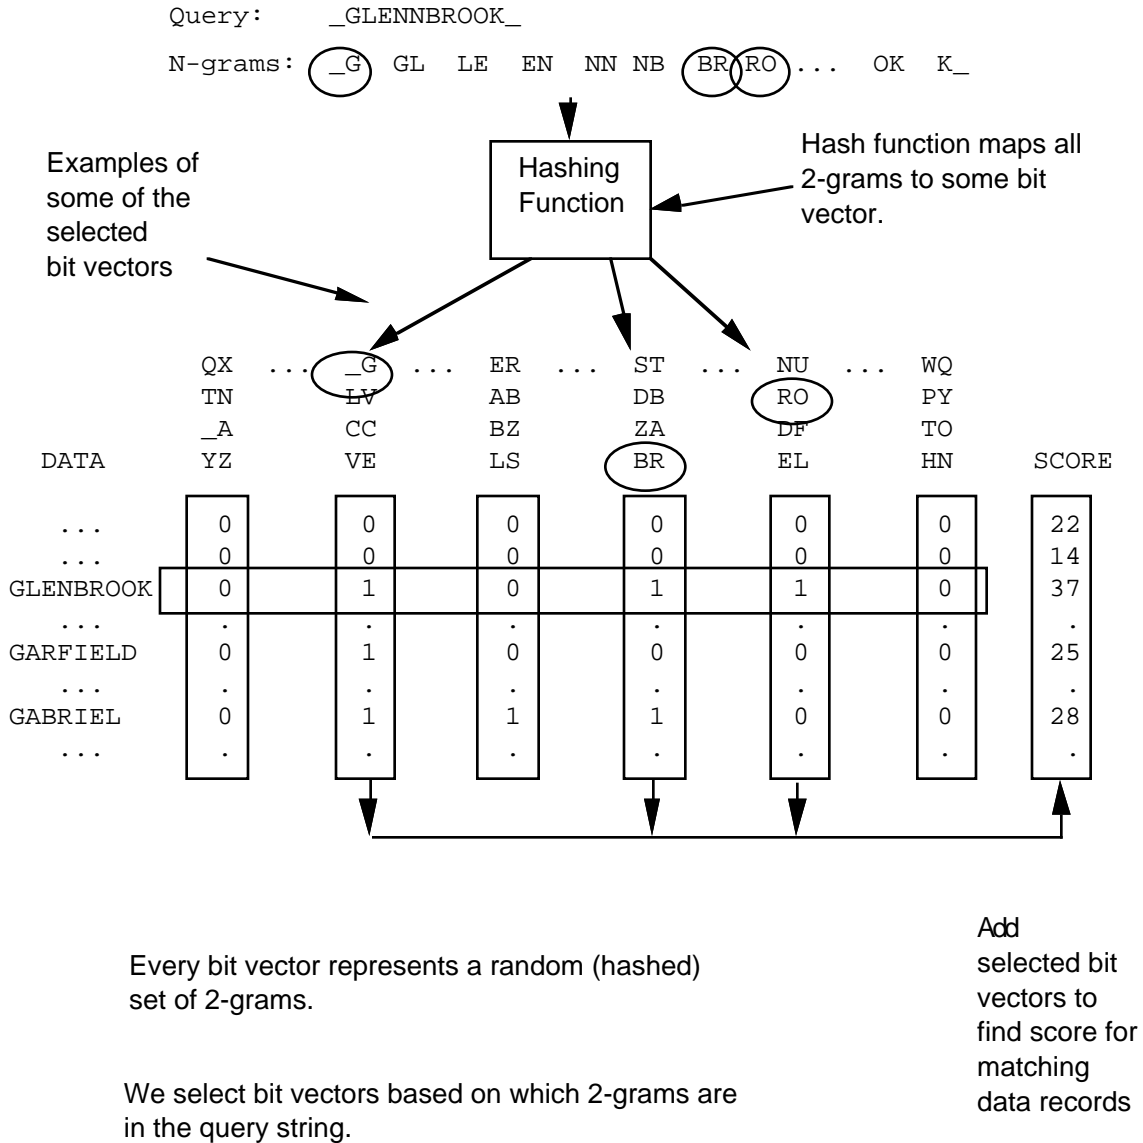 Query: _GLENNBROOK_
N-grams: _G GL LE EN NN NB BR RO ... OK K_
Examples of
some of the
selected
bit vectors
Hashing
Function
Hash function maps all
2-grams to some bit
vector.
QX ... _G ... ER ... ST ... NU ... WQ
TN LV AB DB RO PY
_A CC BZ ZA DF TO
DATA YZ VE LS BR EL HN SCORE
... 0 0 0 0 0 0 22
... 0 0 0 0 0 0 14
GLENBROOK 0 1 0 1 1 0 37
... . . . . . . .
GARFIELD 0 1 0 0 0 0 25
... . . . . . . .
GABRIEL 0 1 1 1 0 0 28
... . . . . . . .
Every bit vector represents a random (hashed)
set of 2-grams.
We select bit vectors based on which 2-grams are
in the query string.
Add
selected bit
vectors to
find score for
matching
data records